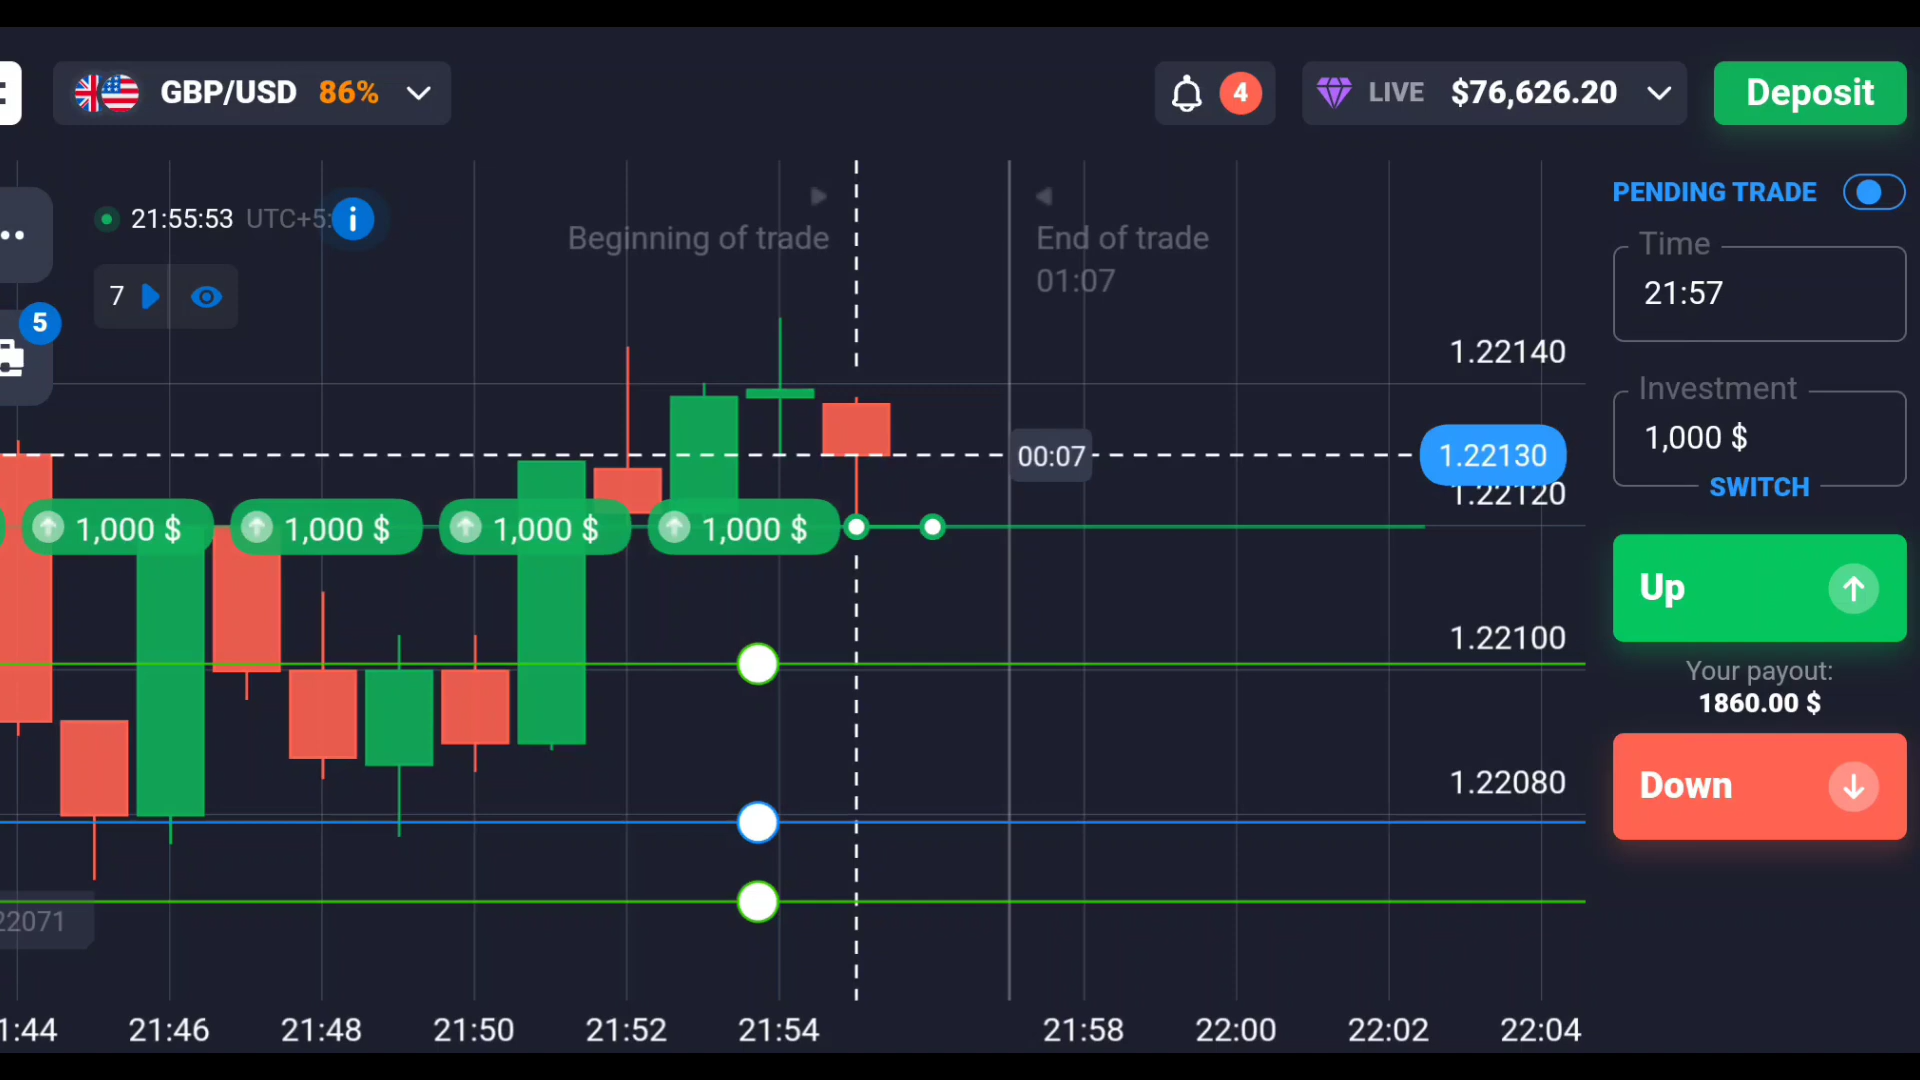 GBP/USD 86%
4
LIVE $76,626.20
Deposit
21:55:53 UTC+5:
i
7
5
Beginning of trade
End of trade
01:07
PENDING TRADE
Time
21:57
Investment
1,000 $
SWITCH
Up
Your payout:
1860.00 $
Down
1.22140
00:07
1.22130
1.22120
1,000 $
1,000 $
1,000 $
1,000 $
1.22100
1.22080
22071
1:44
21:46
21:48
21:50
21:52
21:54
21:58
22:00
22:02
22:04